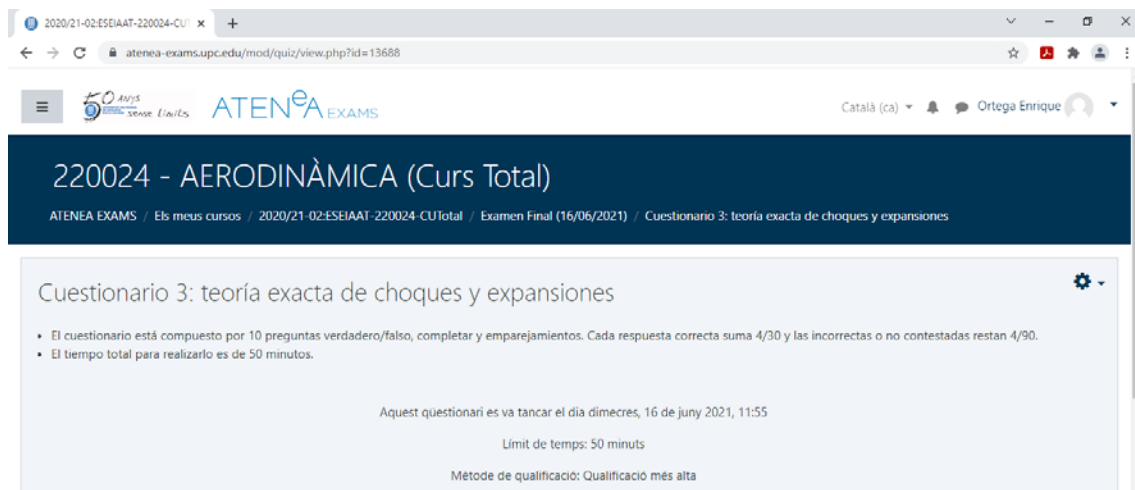 2020/21-02:ESEIAAT-220024-CUT
atenea-exams.upc.edu/mod/quiz/view.php?id=13688
50 ANYS
sense límits
ATENeA EXAMS
Català (ca)
Ortega Enrique
220024 - AERODINÀMICA (Curs Total)
ATENEA EXAMS / Els meus cursos / 2020/21-02:ESEIAAT-220024-CUTotal / Examen Final (16/06/2021) / Cuestionario 3: teoría exacta de choques y expansiones
Cuestionario 3: teoría exacta de choques y expansiones
• El cuestionario está compuesto por 10 preguntas verdadero/falso, completar y emparejamientos. Cada respuesta correcta suma 4/30 y las incorrectas o no contestadas restan 4/90.
• El tiempo total para realizarlo es de 50 minutos.
Aquest qüestionari es va tancar el dia dimecres, 16 de juny 2021, 11:55
Límit de temps: 50 minuts
Mètode de qualificació: Qualificació més alta